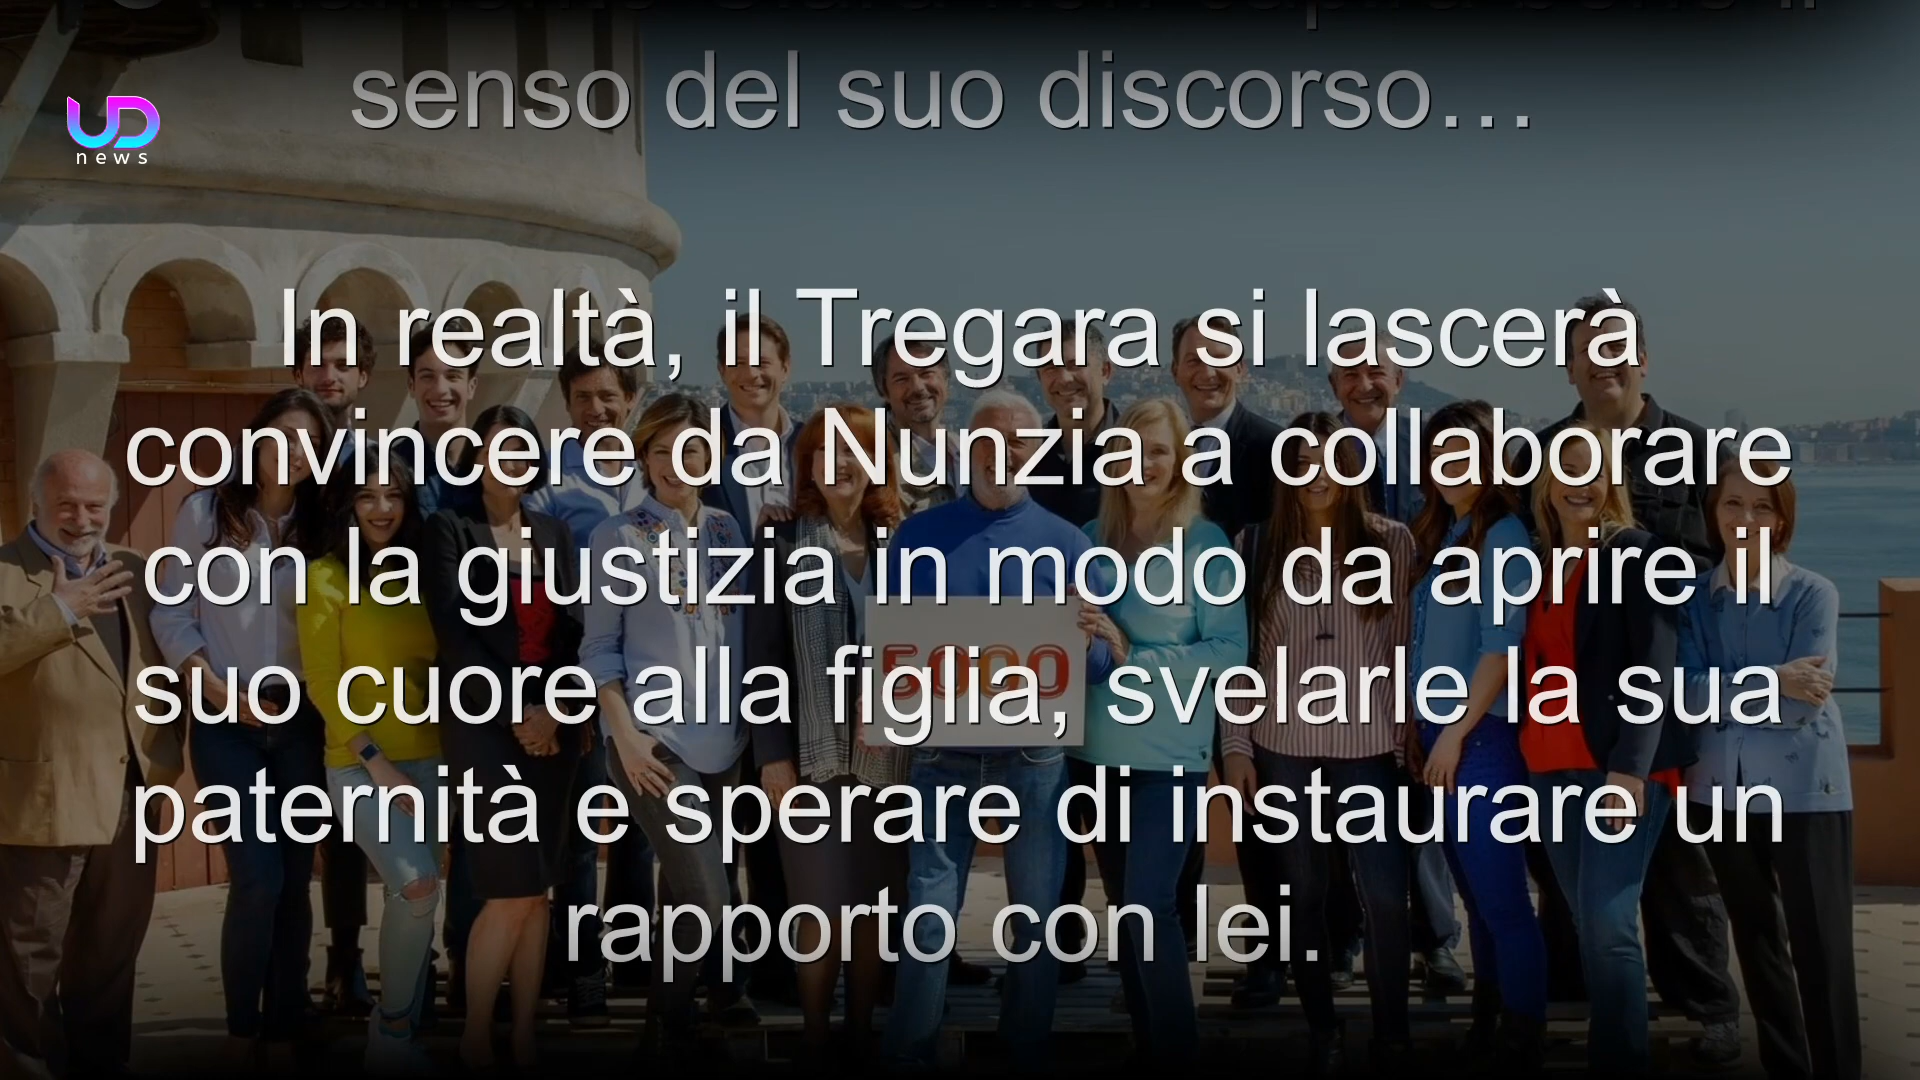 senso del suo discorso...
UD
news
In realtà, il Tregara si lascerà
convincere da Nunzia a collaborare
con la giustizia in modo da aprire il
suo cuore alla figlia, svelarle la sua
paternità e sperare di instaurare un
rapporto con lei.
5000